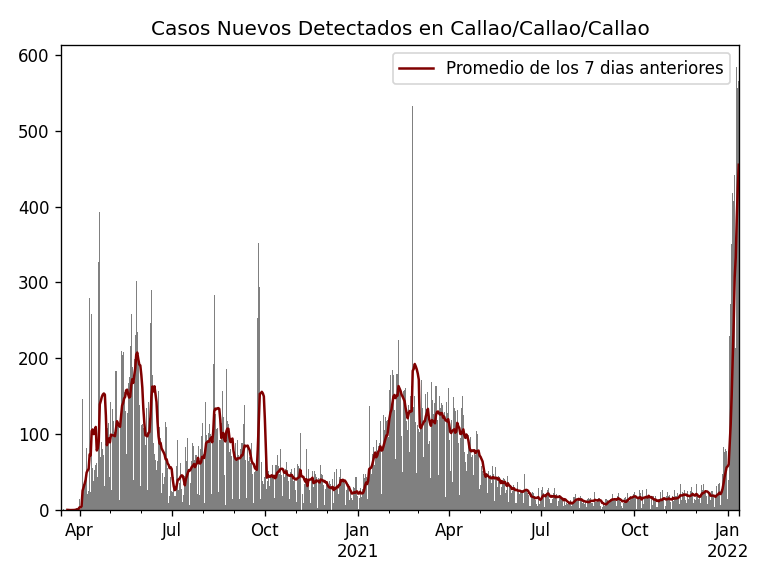 Casos Nuevos Detectados en Callao/Callao/Callao
Promedio de los 7 dias anteriores
600
500
400
300
200
100
0
Apr
Jul
Oct
Jan
2021
Apr
Jul
Oct
Jan
2022